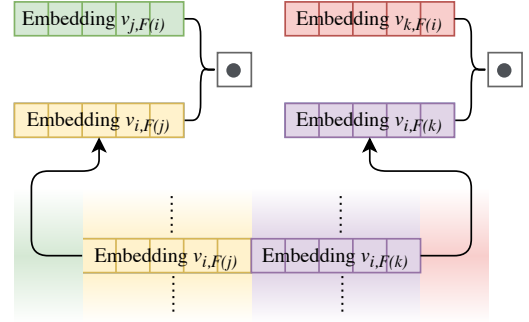 Embedding v_{j,F(i)}
Embedding v_{k,F(i)}
Embedding v_{i,F(j)}
Embedding v_{i,F(k)}
Embedding v_{i,F(j)}
Embedding v_{i,F(k)}